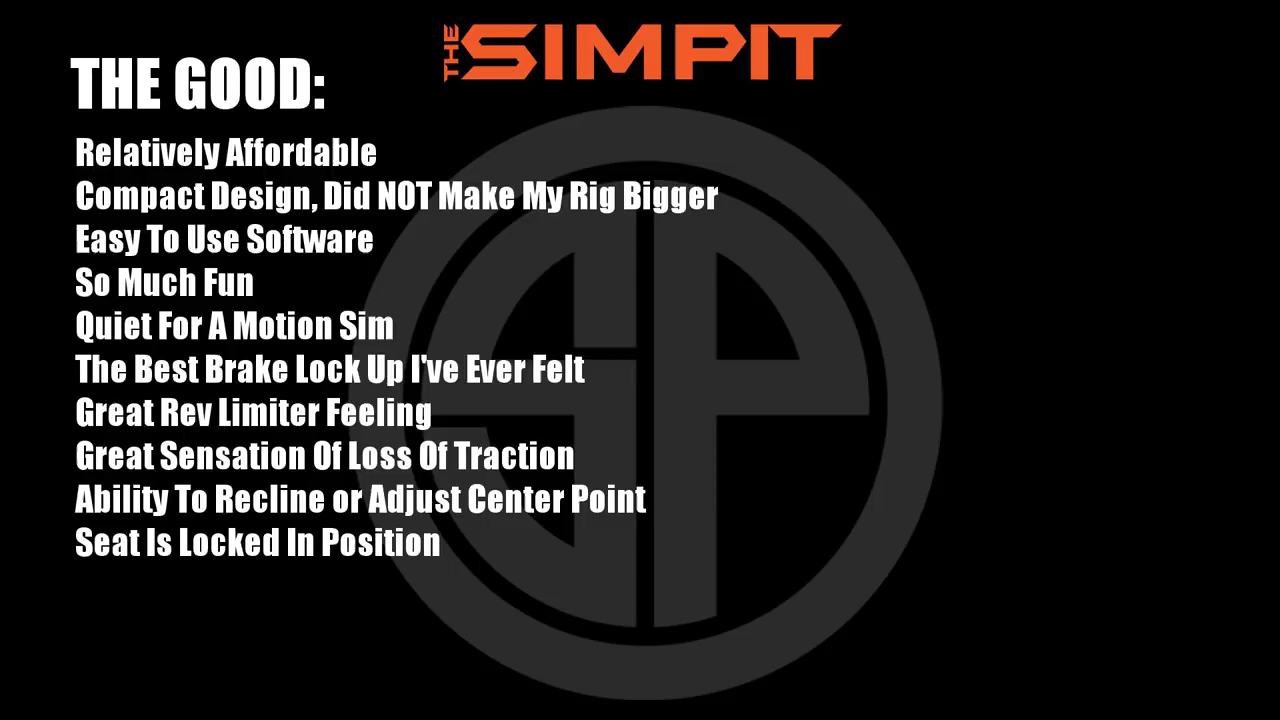 THE SIMPIT
THE GOOD:
Relatively Affordable
Compact Design, Did NOT Make My Rig Bigger
Easy To Use Software
So Much Fun
Quiet For A Motion Sim
The Best Brake Lock Up I've Ever Felt
Great Rev Limiter Feeling
Great Sensation Of Loss Of Traction
Ability To Recline or Adjust Center Point
Seat Is Locked In Position
SP